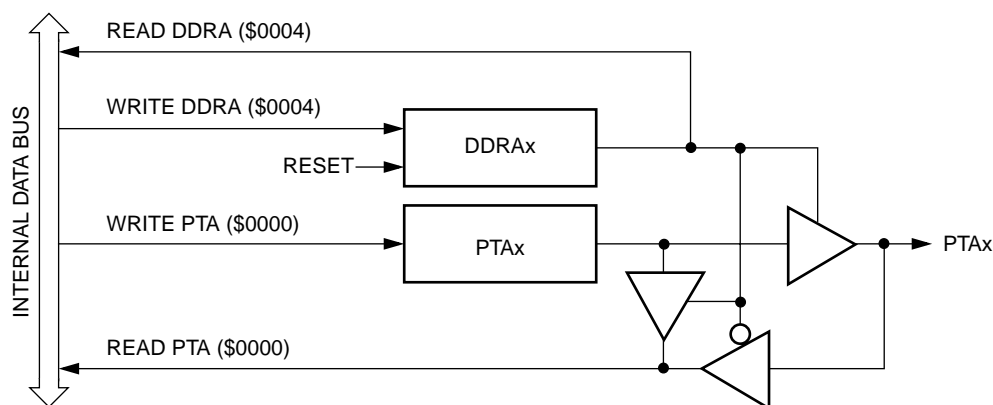 READ DDRA ($0004)
WRITE DDRA ($0004)
DDRAx
RESET
WRITE PTA ($0000)
PTAx
PTAx
READ PTA ($0000)
INTERNAL DATA BUS